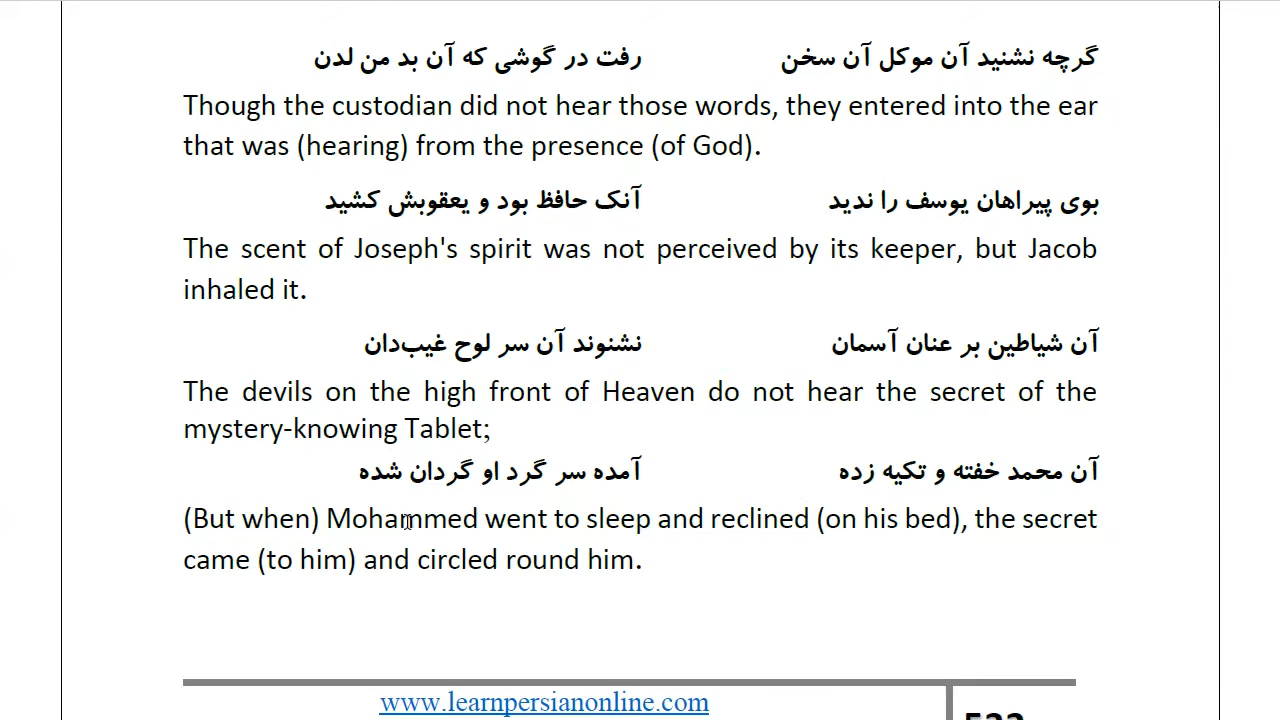 گرچه نشنید آن موکل آن سخن رفت در گوشی که آن بد من لدن
Though the custodian did not hear those words, they entered into the ear
that was (hearing) from the presence (of God).
بوی پیراهان یوسف را ندید آنک حافظ بود و یعقوبش کشید
The scent of Joseph's spirit was not perceived by its keeper, but Jacob
inhaled it.
آن شیاطین بر عنان آسمان نشنوند آن سر لوح غیب‌دان
The devils on the high front of Heaven do not hear the secret of the
mystery-knowing Tablet;
آن محمد خفته و تکیه زده آمده سر گرد او گردان شده
(But when) Mohammed went to sleep and reclined (on his bed), the secret
came (to him) and circled round him.
www.learnpersianonline.com